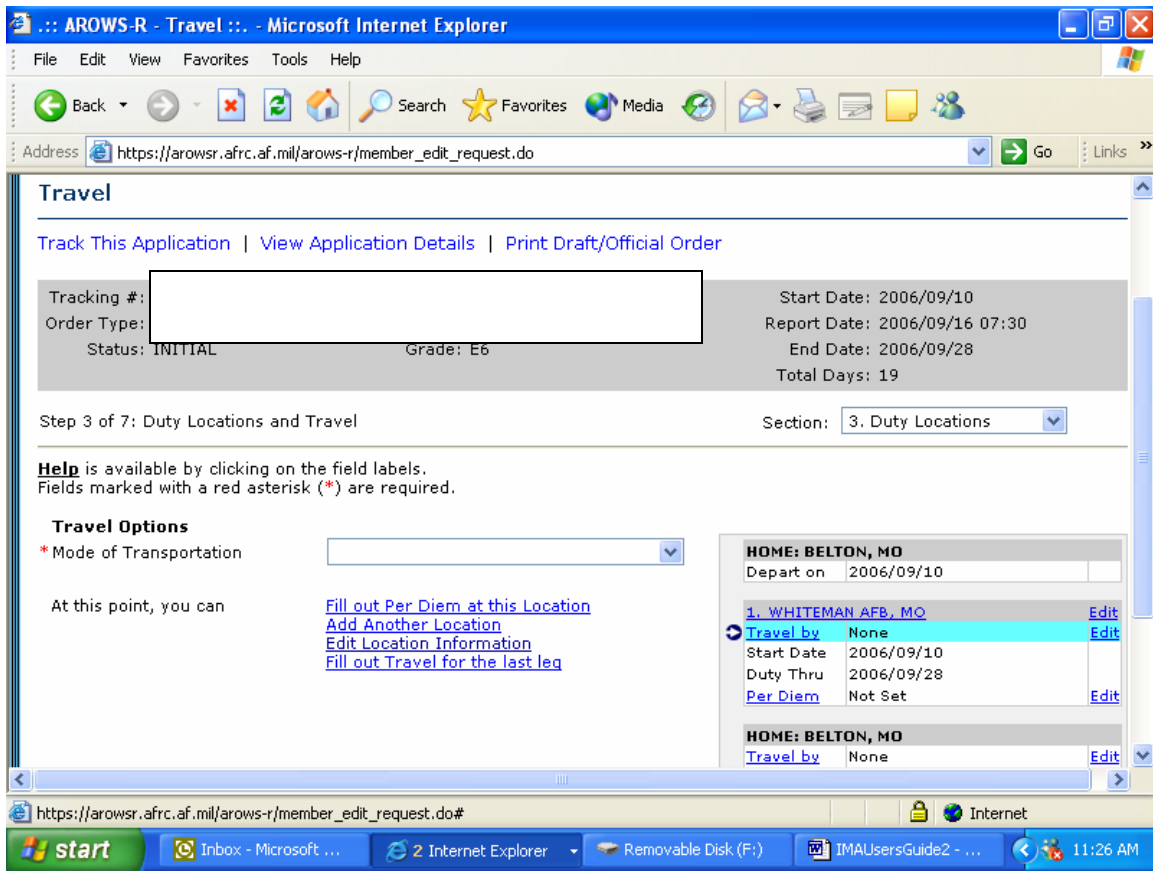 .:: AROWS-R - Travel ::. - Microsoft Internet Explorer
File Edit View Favorites Tools Help
Back Search Favorites Media
Address https://arowsr.afrc.af.mil/arows-r/member_edit_request.do Go Links »
Travel
Track This Application | View Application Details | Print Draft/Official Order
Tracking #: Start Date: 2006/09/10
Order Type: Report Date: 2006/09/16 07:30
Status: INITIAL Grade: E6 End Date: 2006/09/28
Total Days: 19
Step 3 of 7: Duty Locations and Travel Section: 3. Duty Locations
Help is available by clicking on the field labels.
Fields marked with a red asterisk (*) are required.
Travel Options
* Mode of Transportation
At this point, you can Fill out Per Diem at this Location
Add Another Location
Edit Location Information
Fill out Travel for the last leg
HOME: BELTON, MO
Depart on 2006/09/10
1. WHITEMAN AFB, MO Edit
Travel by None Edit
Start Date 2006/09/10
Duty Thru 2006/09/28
Per Diem Not Set Edit
HOME: BELTON, MO
Travel by None Edit
https://arowsr.afrc.af.mil/arows-r/member_edit_request.do# Internet
start Inbox - Microsoft ... 2 Internet Explorer Removable Disk (F:) IMAUsersGuide2 - ... 11:26 AM